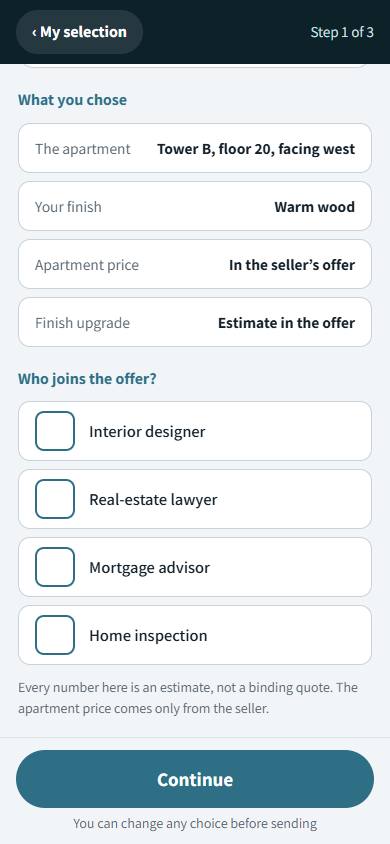 ‹ My selection
Step 1 of 3
What you chose
The apartment
Tower B, floor 20, facing west
Your finish
Warm wood
Apartment price
In the seller’s offer
Finish upgrade
Estimate in the offer
Who joins the offer?
Interior designer
Real-estate lawyer
Mortgage advisor
Home inspection
Every number here is an estimate, not a binding quote. The
apartment price comes only from the seller.
Continue
You can change any choice before sending